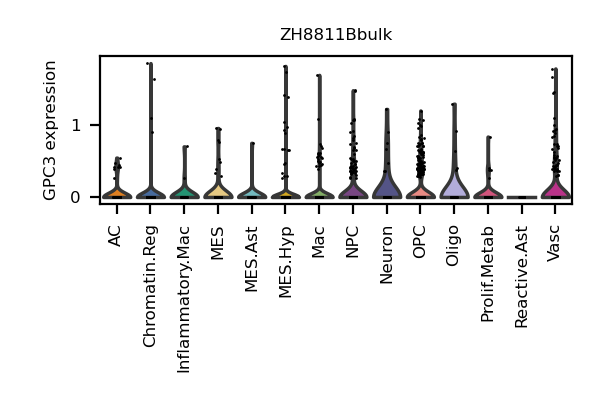 ZH8811Bbulk
GPC3 expression
1
0
AC
Chromatin.Reg
Inflammatory.Mac
MES
MES.Ast
MES.Hyp
Mac
NPC
Neuron
OPC
Oligo
Prolif.Metab
Reactive.Ast
Vasc